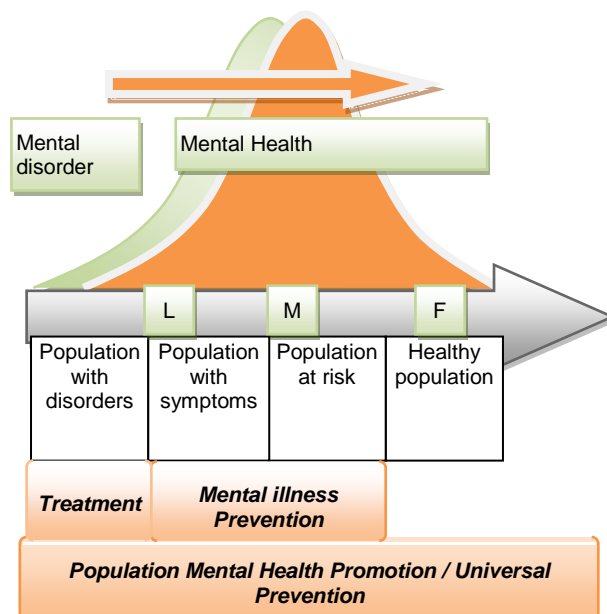 Mental
disorder
Mental Health
L
M
F
Population
with
disorders
Population
with
symptoms
Population
at risk
Healthy
population
Treatment
Mental illness
Prevention
Population Mental Health Promotion / Universal
Prevention